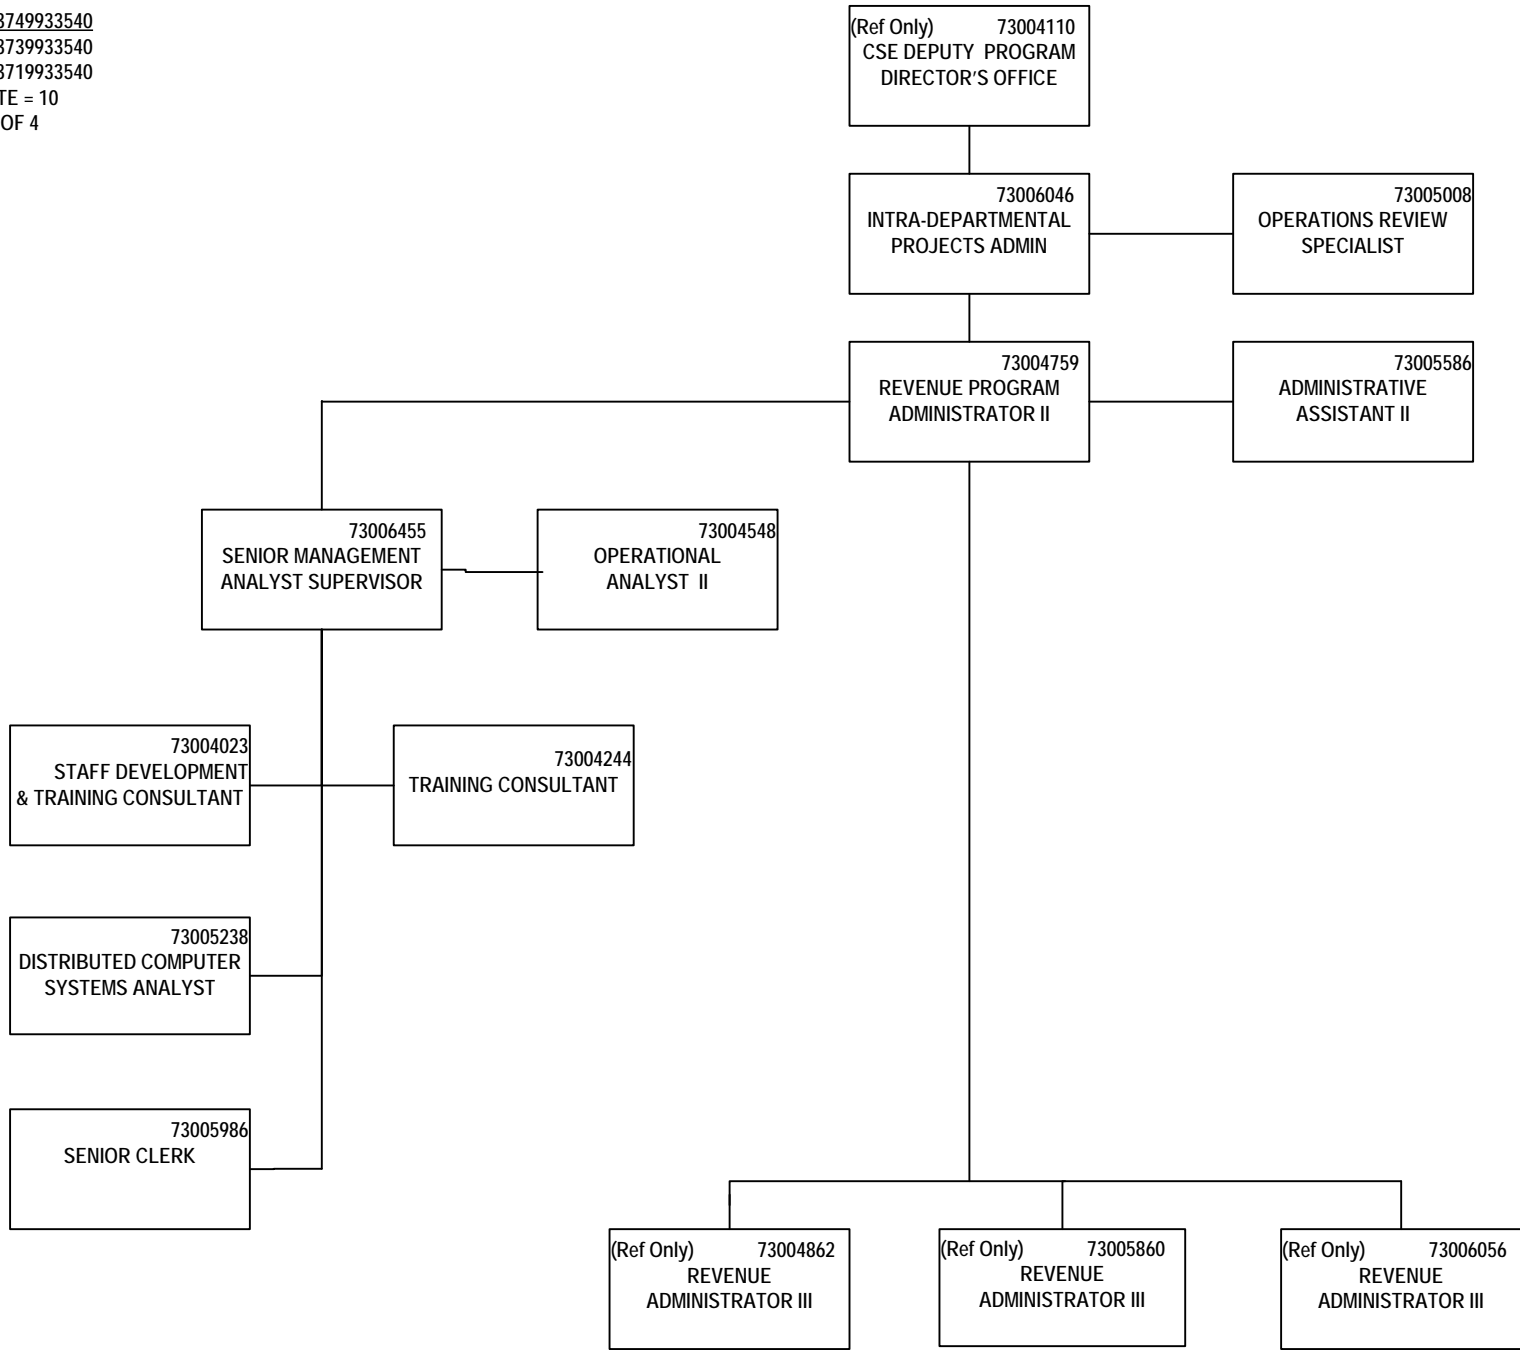 3749933540
3739933540
3719933540
TE = 10
OF 4
(Ref Only) 73004110
CSE DEPUTY PROGRAM
DIRECTOR'S OFFICE
73006046
INTRA-DEPARTMENTAL
PROJECTS ADMIN
73005008
OPERATIONS REVIEW
SPECIALIST
73004759
REVENUE PROGRAM
ADMINISTRATOR II
73005586
ADMINISTRATIVE
ASSISTANT II
73006455
SENIOR MANAGEMENT
ANALYST SUPERVISOR
73004548
OPERATIONAL
ANALYST II
73004023
STAFF DEVELOPMENT
& TRAINING CONSULTANT
73004244
TRAINING CONSULTANT
73005238
DISTRIBUTED COMPUTER
SYSTEMS ANALYST
73005986
SENIOR CLERK
(Ref Only) 73004862
REVENUE
ADMINISTRATOR III
(Ref Only) 73005860
REVENUE
ADMINISTRATOR III
(Ref Only) 73006056
REVENUE
ADMINISTRATOR III